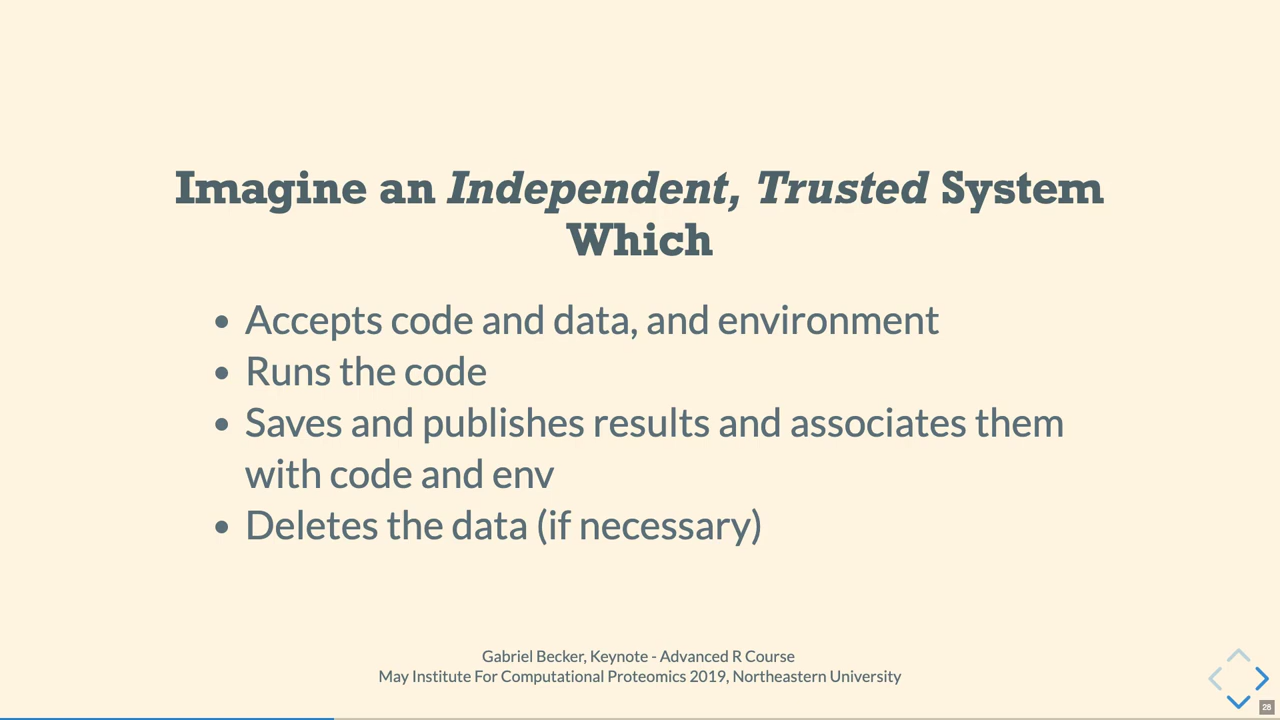 Imagine an Independent, Trusted System
Which
• Accepts code and data, and environment
• Runs the code
• Saves and publishes results and associates them
with code and env
• Deletes the data (if necessary)
Gabriel Becker, Keynote - Advanced R Course
May Institute For Computational Proteomics 2019, Northeastern University
28